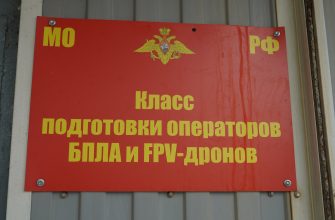 МО РФ
Класс
подготовки операторов
БПЛА и FPV-дронов